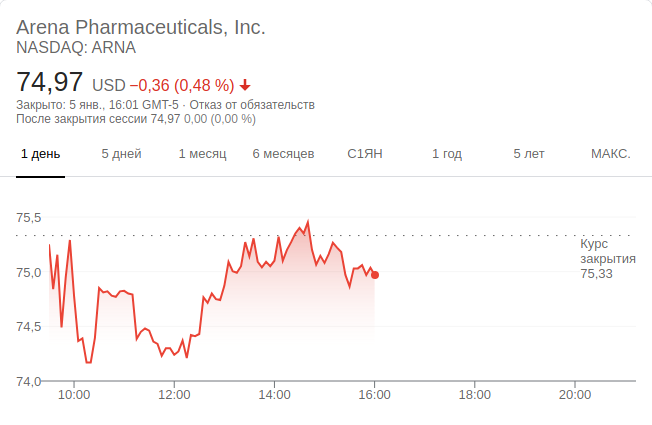 Arena Pharmaceuticals, Inc.
NASDAQ: ARNA
74,97 USD −0,36 (0,48 %)
Закрыто: 5 янв., 16:01 GMT-5 · Отказ от обязательств
После закрытия сессии 74,97 0,00 (0,00 %)
1 день 5 дней 1 месяц 6 месяцев С1ЯН 1 год 5 лет МАКС.
75,5
Курс
закрытия
75,33
75,0
74,5
74,0
10:00 12:00 14:00 16:00 18:00 20:00